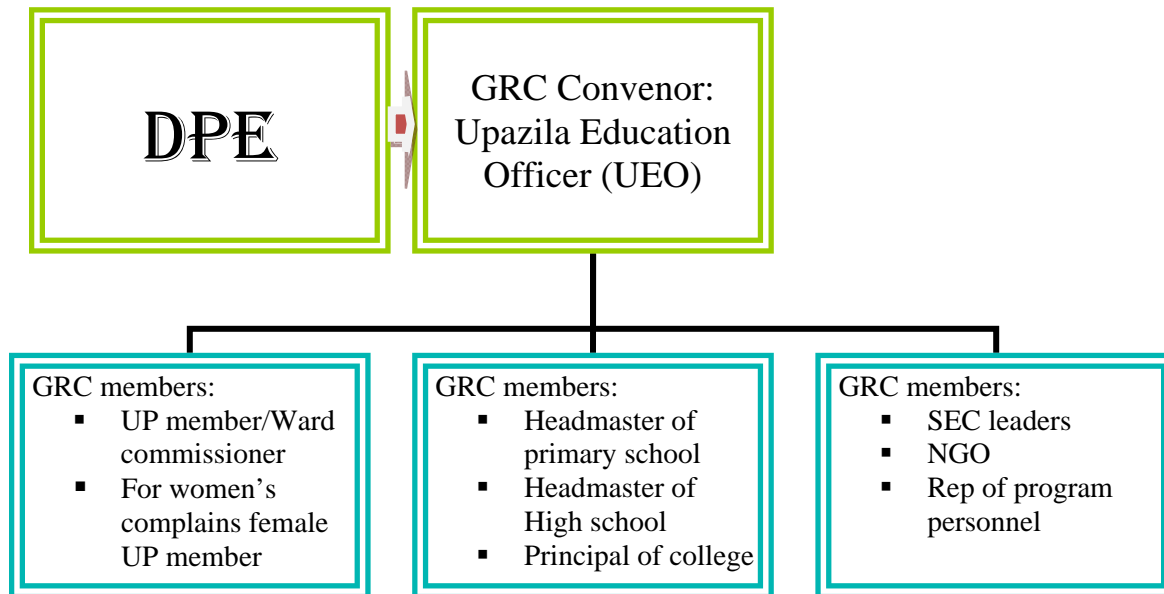 DPE
GRC Convenor:
Upazila Education
Officer (UEO)
GRC members:
▪ UP member/Ward
commissioner
▪ For women’s
complains female
UP member
GRC members:
▪ Headmaster of
primary school
▪ Headmaster of
High school
▪ Principal of college
GRC members:
▪ SEC leaders
▪ NGO
▪ Rep of program
personnel